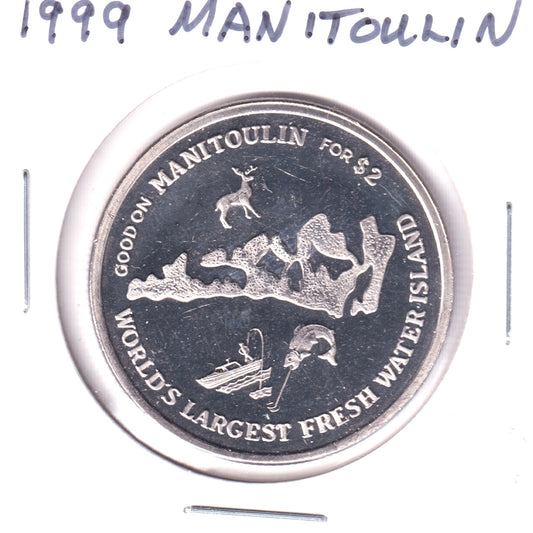 1999 MANITOULIN
GOOD ON MANITOULIN FOR $2
WORLD'S LARGEST FRESH WATER ISLAND